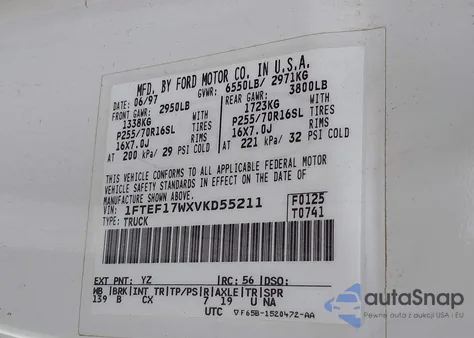 MFD. BY FORD MOTOR CO. IN U.S.A.
DATE: 06/97 GVWR: 6550LB/ 2971KG
FRONT GAWR: 2950LB REAR GAWR: 3800LB
1338KG WITH 1723KG WITH
P255/70R16SL TIRES P255/70R16SL TIRES
16X7.0J RIMS 16X7.0J RIMS
AT 200 kPa/ 29 PSI COLD AT 221 kPa/ 32 PSI COLD
THIS VEHICLE CONFORMS TO ALL APPLICABLE FEDERAL MOTOR
VEHICLE SAFETY STANDARDS IN EFFECT ON THE DATE OF
MANUFACTURE SHOWN ABOVE.
VIN: 1FTEF17WXVKD55211 F0125
TYPE: TRUCK T0741
EXT PNT: YZ RC: 56 DSO:
WB BRK INT TR TP/PS R AXLE TR SPR
139 B CX 7 19 U NA
UTC F65B-1520472-AA
autoSnap
Pewne auta z USA i EU